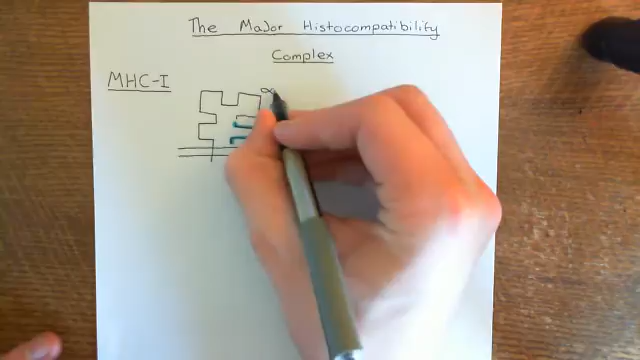 The Major Histocompatibility
Complex
MHC-I
α